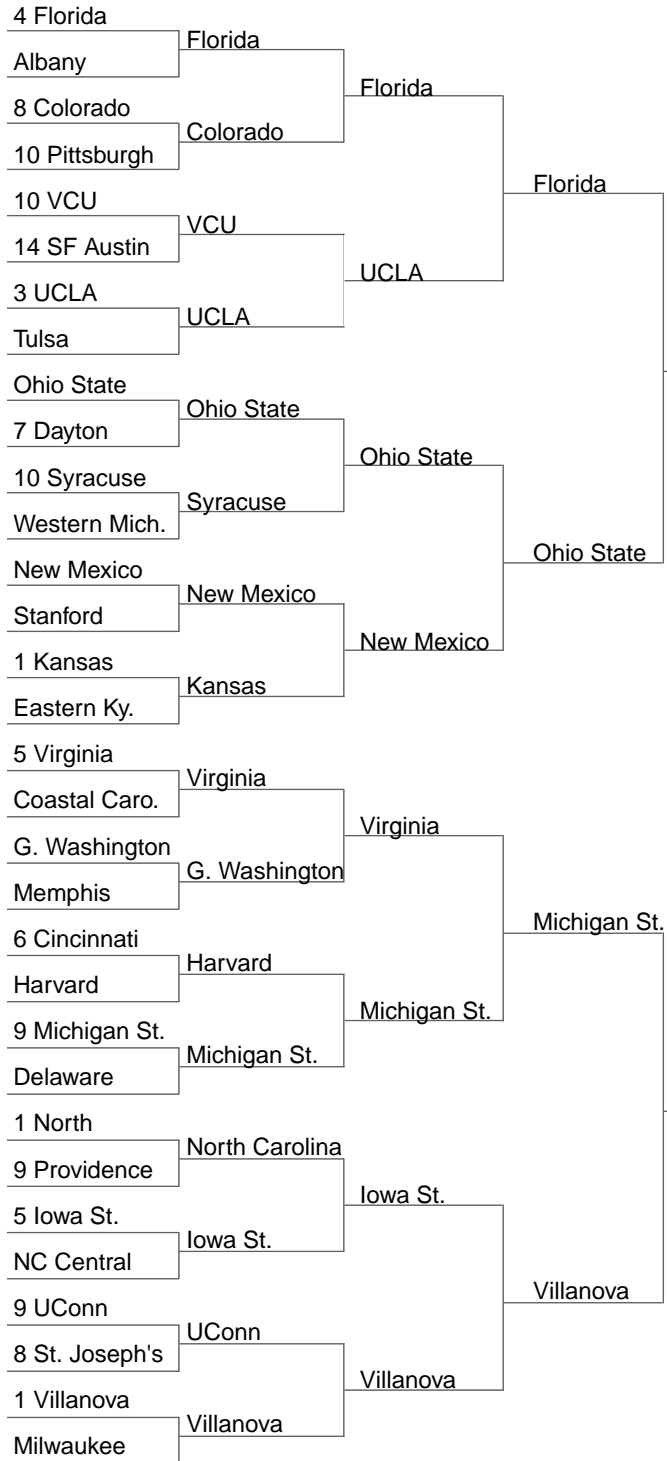 4 Florida
Albany
8 Colorado
10 Pittsburgh
10 VCU
14 SF Austin
3 UCLA
Tulsa
Ohio State
7 Dayton
10 Syracuse
Western Mich.
New Mexico
Stanford
1 Kansas
Eastern Ky.
5 Virginia
Coastal Caro.
G. Washington
Memphis
6 Cincinnati
Harvard
9 Michigan St.
Delaware
1 North
9 Providence
5 Iowa St.
NC Central
9 UConn
8 St. Joseph's
1 Villanova
Milwaukee
Florida
Colorado
VCU
UCLA
Ohio State
Syracuse
New Mexico
Kansas
Virginia
G. Washington
Harvard
Michigan St.
North Carolina
Iowa St.
UConn
Villanova
Florida
UCLA
Ohio State
New Mexico
Virginia
Michigan St.
Iowa St.
Villanova
Florida
Ohio State
Michigan St.
Villanova